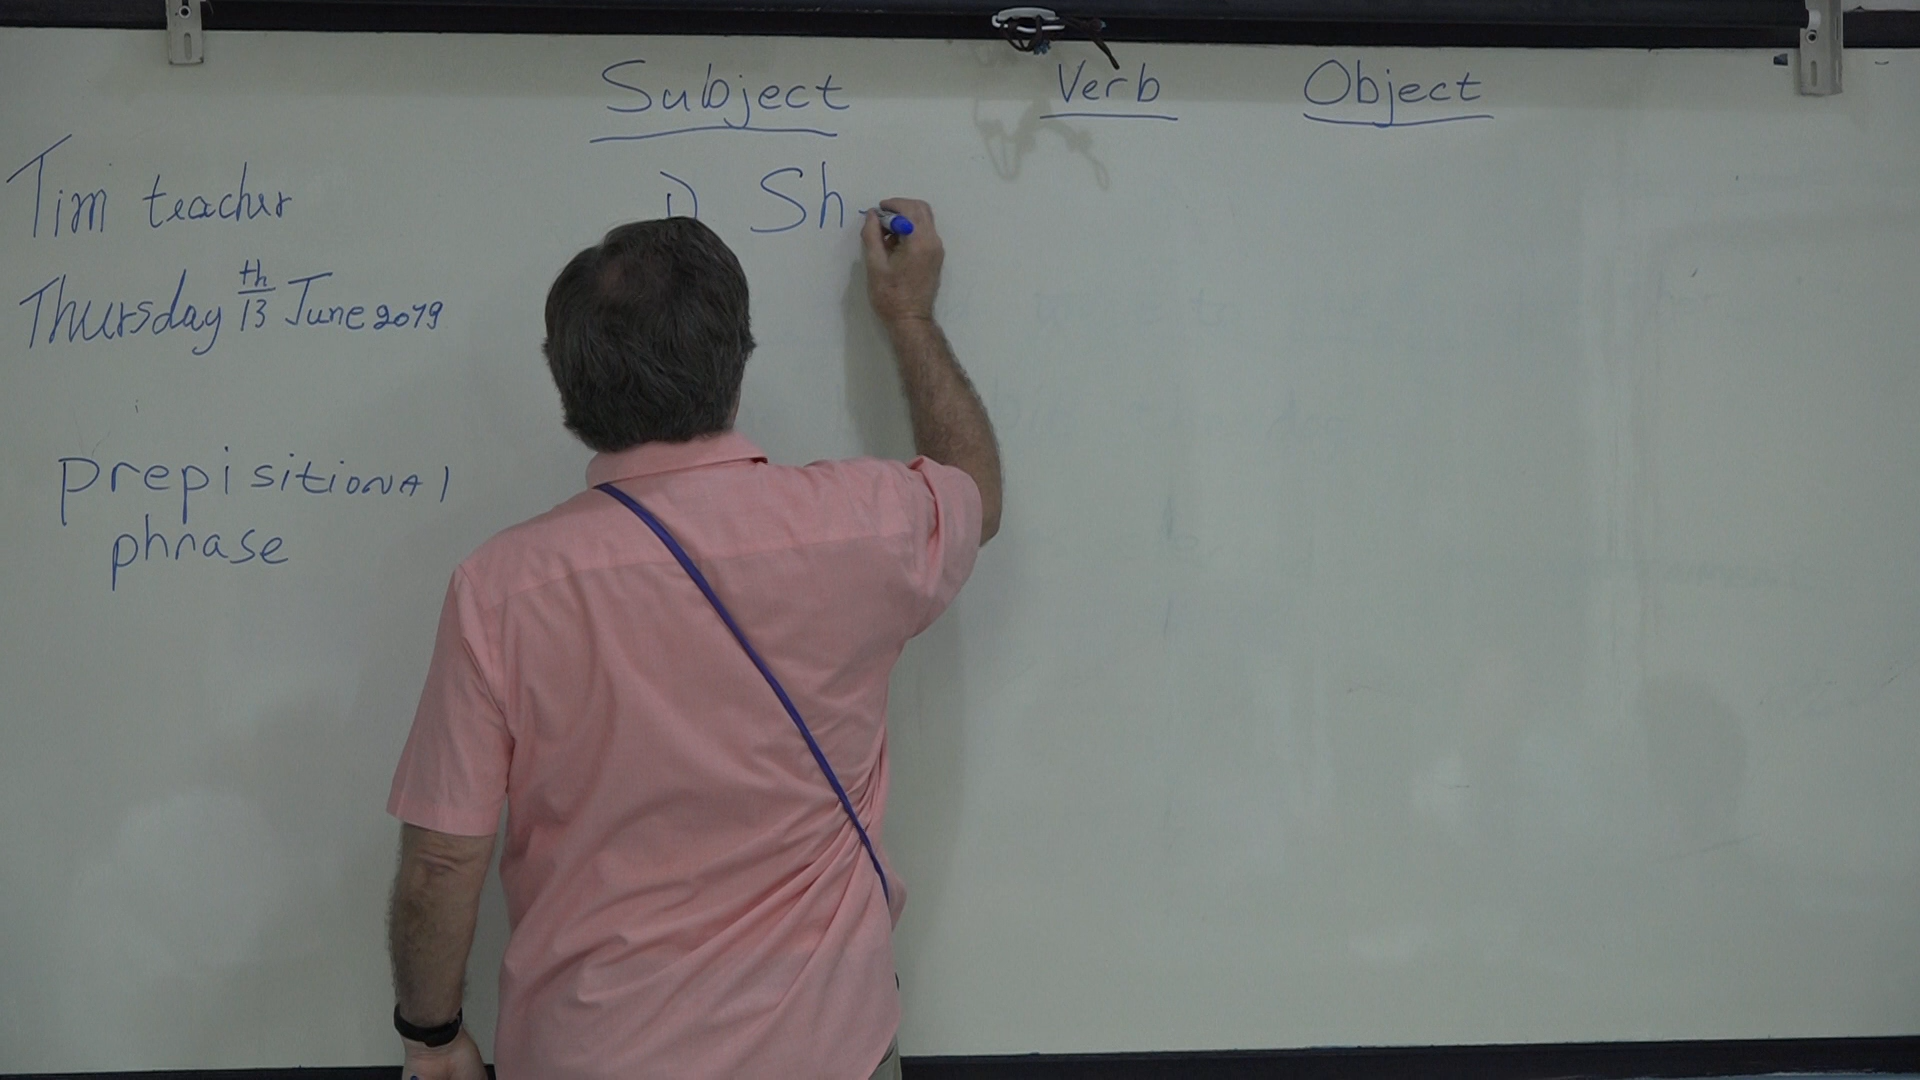 Subject Verb Object
Tim teacher
1) Sh
Thursday 13th June 2019
prepisitional
phrase